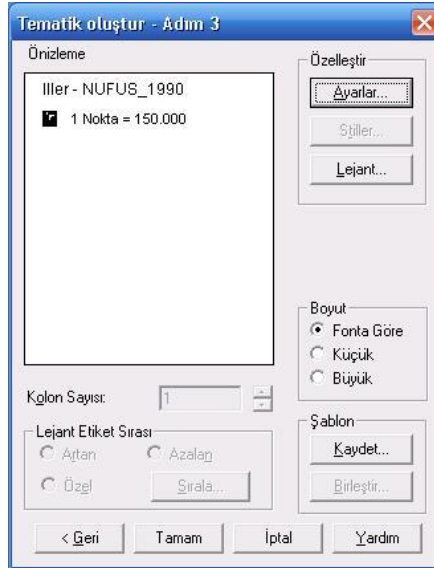 Tematik oluştur - Adım 3
Önizleme
Iller - NUFUS_1990
1 Nokta = 150.000
Özelleştir
Ayarlar...
Stiller...
Lejant...
Boyut
Fonta Göre
Küçük
Büyük
Kolon Sayısı:
1
Lejant Etiket Sırası
Artan
Azalan
Özel
Sırala...
Şablon
Kaydet...
Birleştir...
< Geri
Tamam
İptal
Yardım